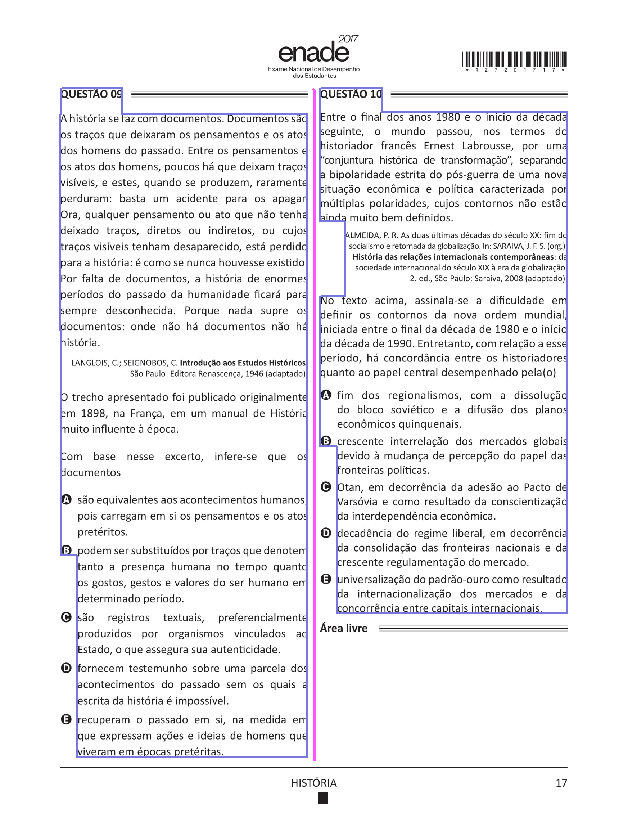 2017
enade
Exame Nacional de Desempenho
dos Estudantes
QUESTÃO 09
A história se faz com documentos. Documentos são
os traços que deixaram os pensamentos e os atos
dos homens do passado. Entre os pensamentos e
os atos dos homens, poucos há que deixam traços
visíveis, e estes, quando se produzem, raramente
perduram: basta um acidente para os apagar.
Ora, qualquer pensamento ou ato que não tenha
deixado traços, diretos ou indiretos, ou cujos
traços visíveis tenham desaparecido, está perdido
para a história: é como se nunca houvesse existido.
Por falta de documentos, a história de enormes
períodos do passado da humanidade ficará para
sempre desconhecida. Porque nada supre os
documentos: onde não há documentos não há
história.
LANGLOIS, C.; SEIGNOBOS, C. Introdução aos Estudos Históricos.
São Paulo: Editora Renascença, 1946 (adaptado).
O trecho apresentado foi publicado originalmente
em 1898, na França, em um manual de História
muito influente à época.
Com base nesse excerto, infere-se que os
documentos
A são equivalentes aos acontecimentos humanos,
pois carregam em si os pensamentos e os atos
pretéritos.
B podem ser substituídos por traços que denotem
tanto a presença humana no tempo quanto
os gostos, gestos e valores do ser humano em
determinado período.
C são registros textuais, preferencialmente
produzidos por organismos vinculados ao
Estado, o que assegura sua autenticidade.
D fornecem testemunho sobre uma parcela dos
acontecimentos do passado sem os quais a
escrita da história é impossível.
E recuperam o passado em si, na medida em
que expressam ações e ideias de homens que
viveram em épocas pretéritas.
QUESTÃO 10
Entre o final dos anos 1980 e o início da década
seguinte, o mundo passou, nos termos do
historiador francês Ernest Labrousse, por uma
“conjuntura histórica de transformação”, separando
a bipolaridade estrita do pós-guerra de uma nova
situação econômica e política caracterizada por
múltiplas polaridades, cujos contornos não estão
ainda muito bem definidos.
ALMEIDA, P. R. As duas últimas décadas do século XX: fim do
socialismo e retomada da globalização. In: SARAIVA, J. F. S. (org.)
História das relações internacionais contemporâneas: da
sociedade internacional do século XIX à era da globalização.
2. ed., São Paulo: Saraiva, 2008 (adaptado).
No texto acima, assinala-se a dificuldade em
definir os contornos da nova ordem mundial,
iniciada entre o final da década de 1980 e o início
da década de 1990. Entretanto, com relação a esse
período, há concordância entre os historiadores
quanto ao papel central desempenhado pela(o)
A fim dos regionalismos, com a dissolução
do bloco soviético e a difusão dos planos
econômicos quinquenais.
B crescente interrelação dos mercados globais
devido à mudança de percepção do papel das
fronteiras políticas.
C Otan, em decorrência da adesão ao Pacto de
Varsóvia e como resultado da conscientização
da interdependência econômica.
D decadência do regime liberal, em decorrência
da consolidação das fronteiras nacionais e da
crescente regulamentação do mercado.
E universalização do padrão-ouro como resultado
da internacionalização dos mercados e da
concorrência entre capitais internacionais.
Área livre
HISTÓRIA
17